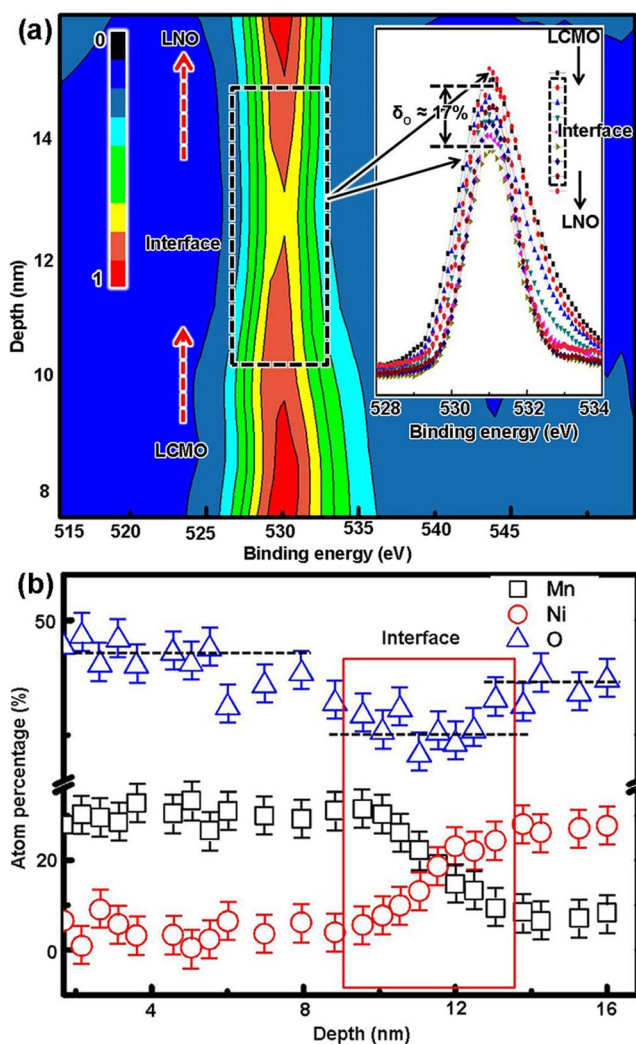 (a)
0
LNO
1
Interface
LCMO
14
12
10
8
Depth (nm)
515 520 525 530 535 540 545
Binding energy (eV)
LCMO
δO ≈ 17%
Interface
LNO
528 530 532 534
Binding energy (eV)
(b)
Mn
Ni
O
Interface
50
20
0
Atom percentage (%)
4 8 12 16
Depth (nm)